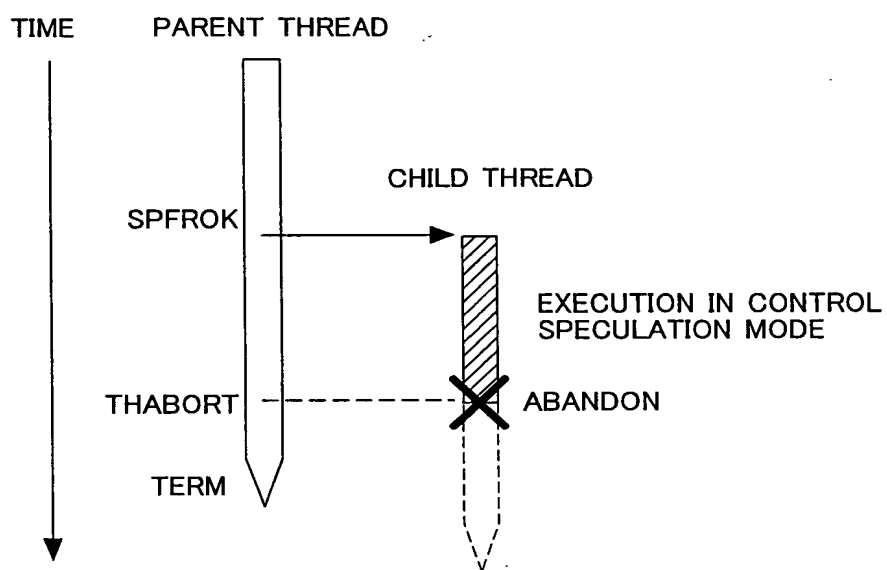 TIME
PARENT THREAD
CHILD THREAD
SPFROK
EXECUTION IN CONTROL
SPECULATION MODE
THABORT
ABANDON
TERM